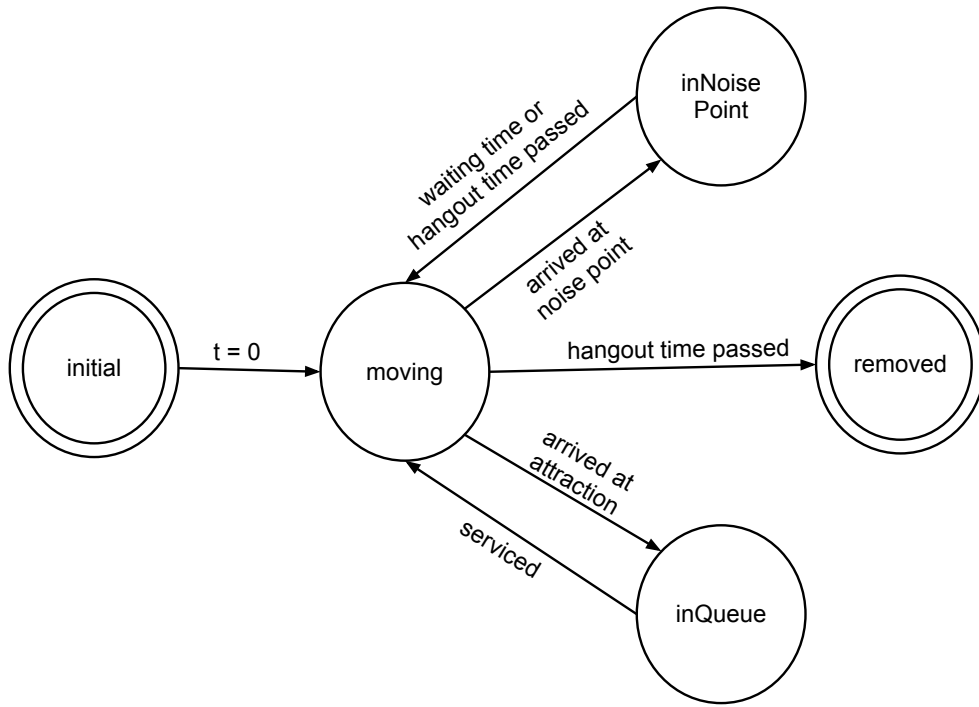 inNoise
Point
waiting time or
hangout time passed
arrived at
noise point
initial
t = 0
moving
hangout time passed
removed
arrived at
attraction
serviced
inQueue